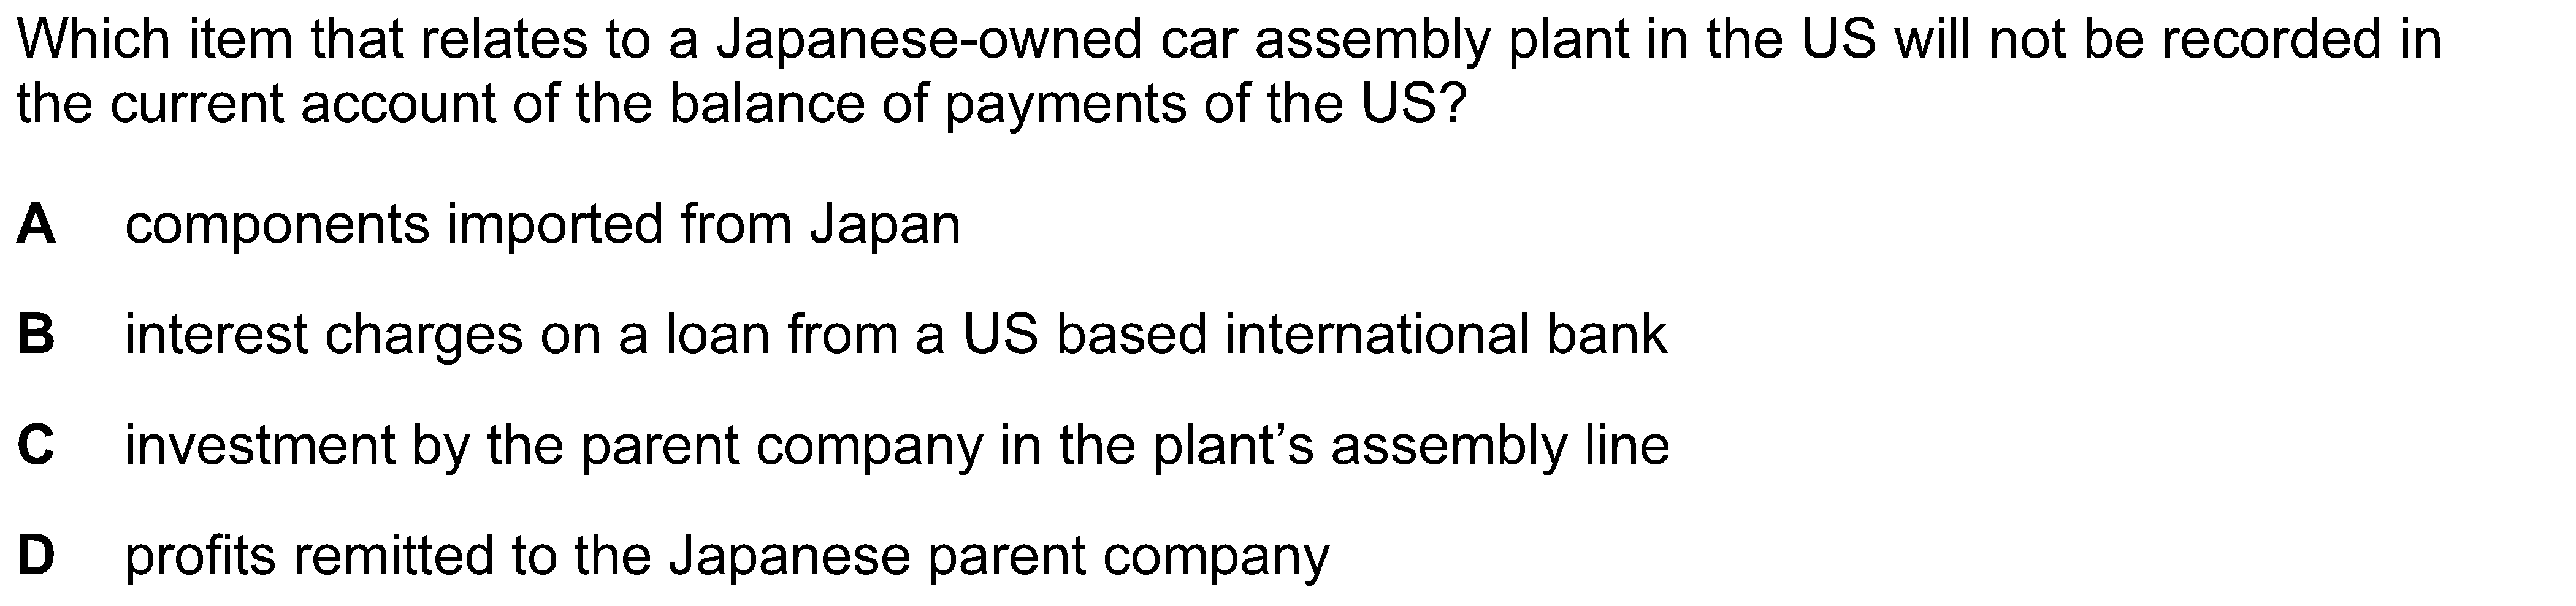 Which item that relates to a Japanese-owned car assembly plant in the US will not be recorded in
the current account of the balance of payments of the US?
A components imported from Japan
B interest charges on a loan from a US based international bank
C investment by the parent company in the plant’s assembly line
D profits remitted to the Japanese parent company